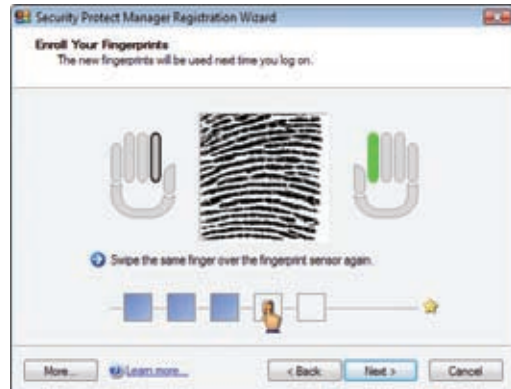 Security Protect Manager Registration Wizard
Enroll Your Fingerprints
The new fingerprints will be used next time you log on.
Swipe the same finger over the fingerprint sensor again.
More...
Learn more...
< Back
Next >
Cancel